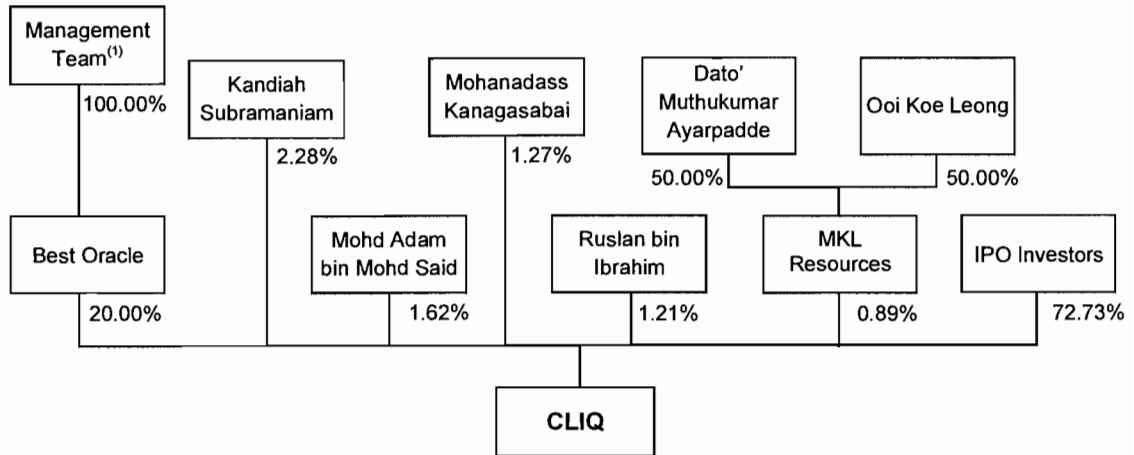 Management
Team(1)
100.00%
Kandiah
Subramaniam
2.28%
Mohanadass
Kanagasabai
1.27%
Dato'
Muthukumar
Ayarpadde
50.00%
Ooi Koe Leong
50.00%
Best Oracle
20.00%
Mohd Adam
bin Mohd Said
1.62%
Ruslan bin
Ibrahim
1.21%
MKL
Resources
0.89%
IPO Investors
72.73%
CLIQ